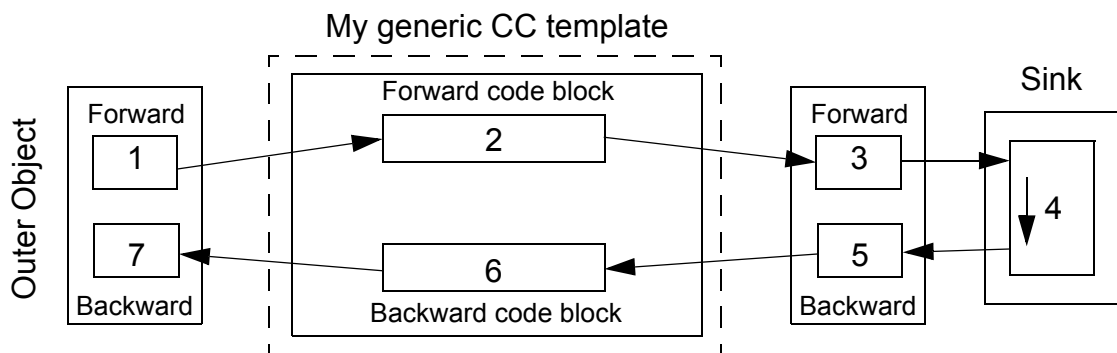 My generic CC template
Sink
Outer Object
Forward
1
7
Backward
Forward code block
2
6
Backward code block
Forward
3
5
Backward
4